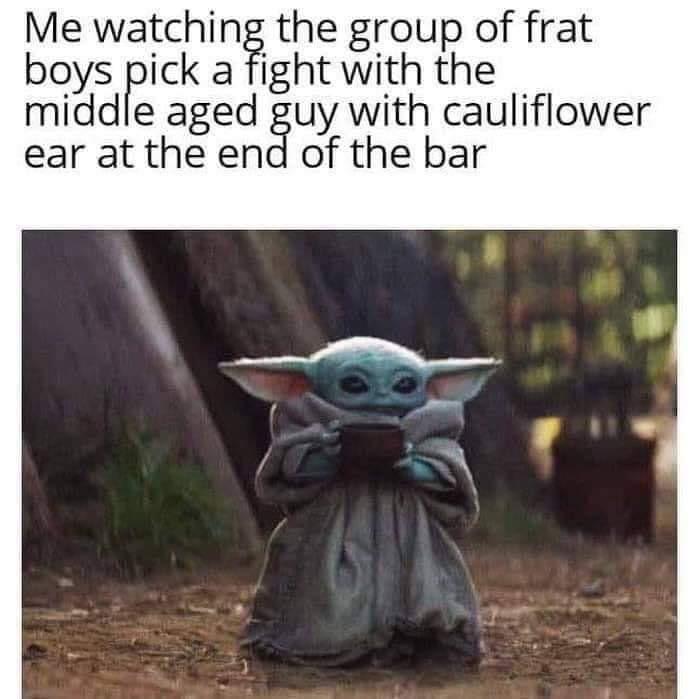 Me watching the group of frat
boys pick a fight with the
middle aged guy with cauliflower
ear at the end of the bar